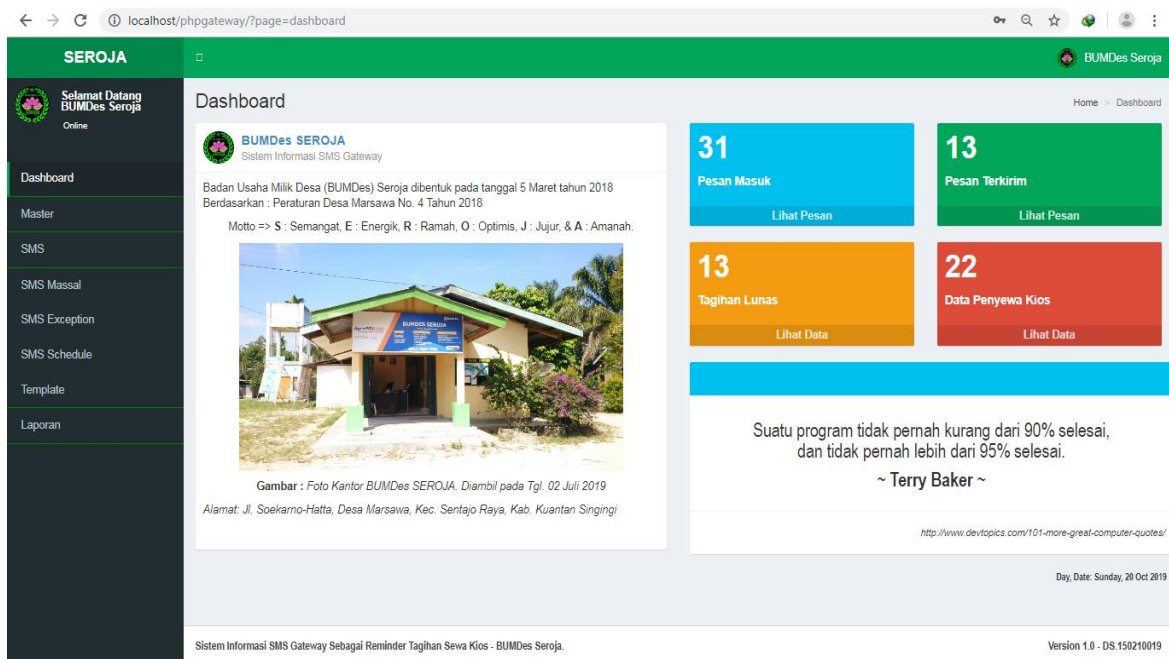 localhost/phpgateway/?page=dashboard
SEROJA
BUMDes Seroja
Selamat Datang
BUMDes Seroja
Online
Dashboard
Master
SMS
SMS Massal
SMS Exception
SMS Schedule
Template
Laporan
Dashboard
Home > Dashboard
BUMDes SEROJA
Sistem Informasi SMS Gateway
Badan Usaha Milik Desa (BUMDes) Seroja dibentuk pada tanggal 5 Maret tahun 2018
Berdasarkan : Peraturan Desa Marsawa No. 4 Tahun 2018
Motto => S : Semangat, E : Energik, R : Ramah, O : Optimis, J : Jujur, & A : Amanah.
BUMDES SEROJA
Gambar : Foto Kantor BUMDes SEROJA. Diambil pada Tgl. 02 Juli 2019
Alamat: Jl. Soekarno-Hatta, Desa Marsawa, Kec. Sentajo Raya, Kab. Kuantan Singingi
31
Pesan Masuk
Lihat Pesan
13
Pesan Terkirim
Lihat Pesan
13
Tagihan Lunas
Lihat Data
22
Data Penyewa Kios
Lihat Data
Suatu program tidak pernah kurang dari 90% selesai,
dan tidak pernah lebih dari 95% selesai.
~ Terry Baker ~
http://www.devtopics.com/101-more-great-computer-quotes/
Day, Date: Sunday, 20 Oct 2019
Sistem Informasi SMS Gateway Sebagai Reminder Tagihan Sewa Kios - BUMDes Seroja.
Version 1.0 - DS.150210019